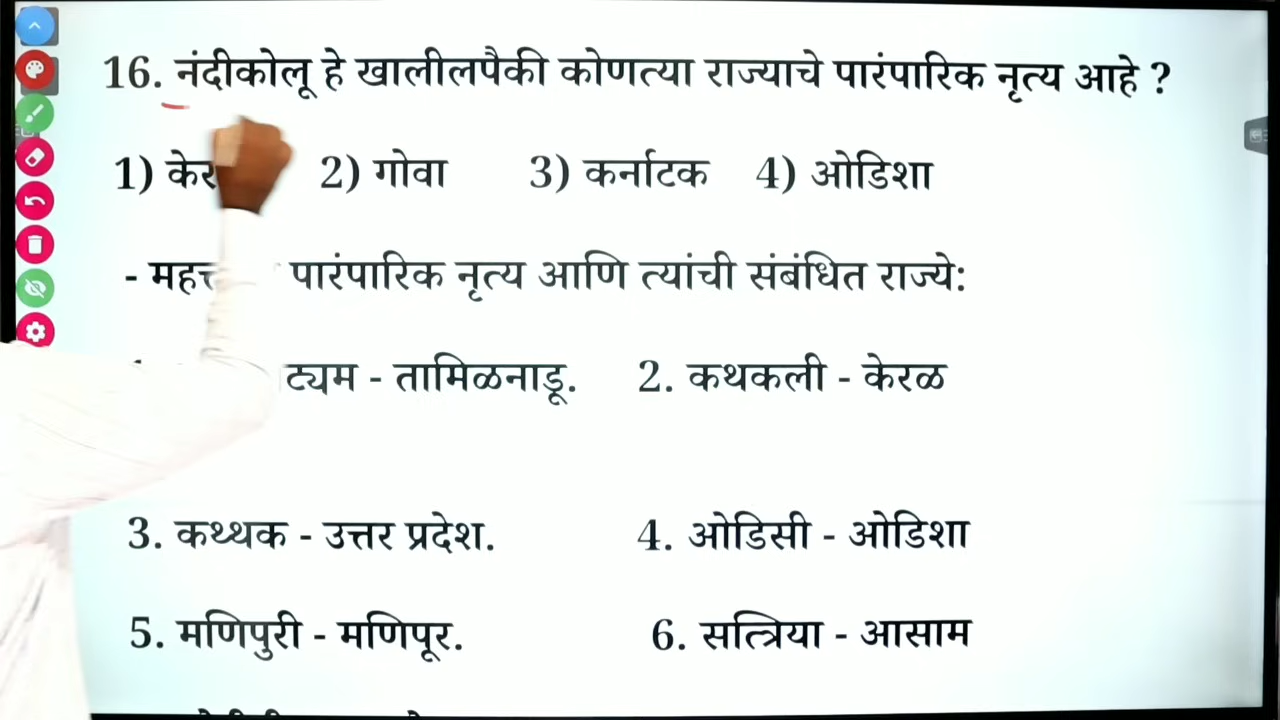 16. नंदीकोलू हे खालीलपैकी कोणत्या राज्याचे पारंपारिक नृत्य आहे ?
1) 2) गोवा 3) कर्नाटक 4) ओडिशा
- पारंपारिक नृत्य आणि त्यांची संबंधित राज्ये:
- तामिळनाडू. 2. कथकली - केरळ
3. कथ्थक - उत्तर प्रदेश. 4. ओडिसी - ओडिशा
5. मणिपुरी - मणिपूर. 6. सत्त्रिया - आसाम